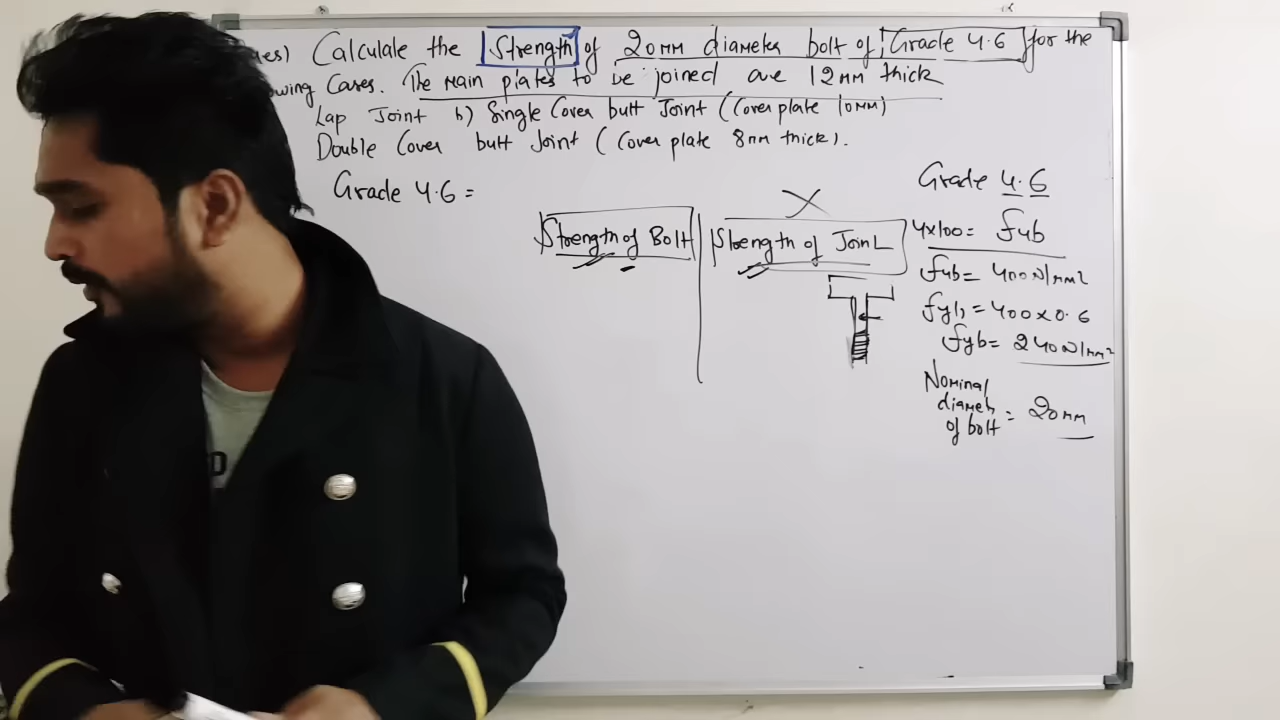 ues) Calculate the Strength of 20mm diameter bolt of Grade 4.6 for the
owing Cases. The main plates to be joined are 12mm thick
Lap Joint b) Single Cover butt Joint (Cover plate 10mm)
Double Cover butt Joint (Cover plate 8mm thick).
Grade 4.6 =
Strength of Bolt
X
Strength of Joint
Grade 4.6
4x100 = fub
fub = 400N/mm2
fyb = 400x0.6
fyb = 240N/mm2
Nominal
diamet
of bolt = 20mm